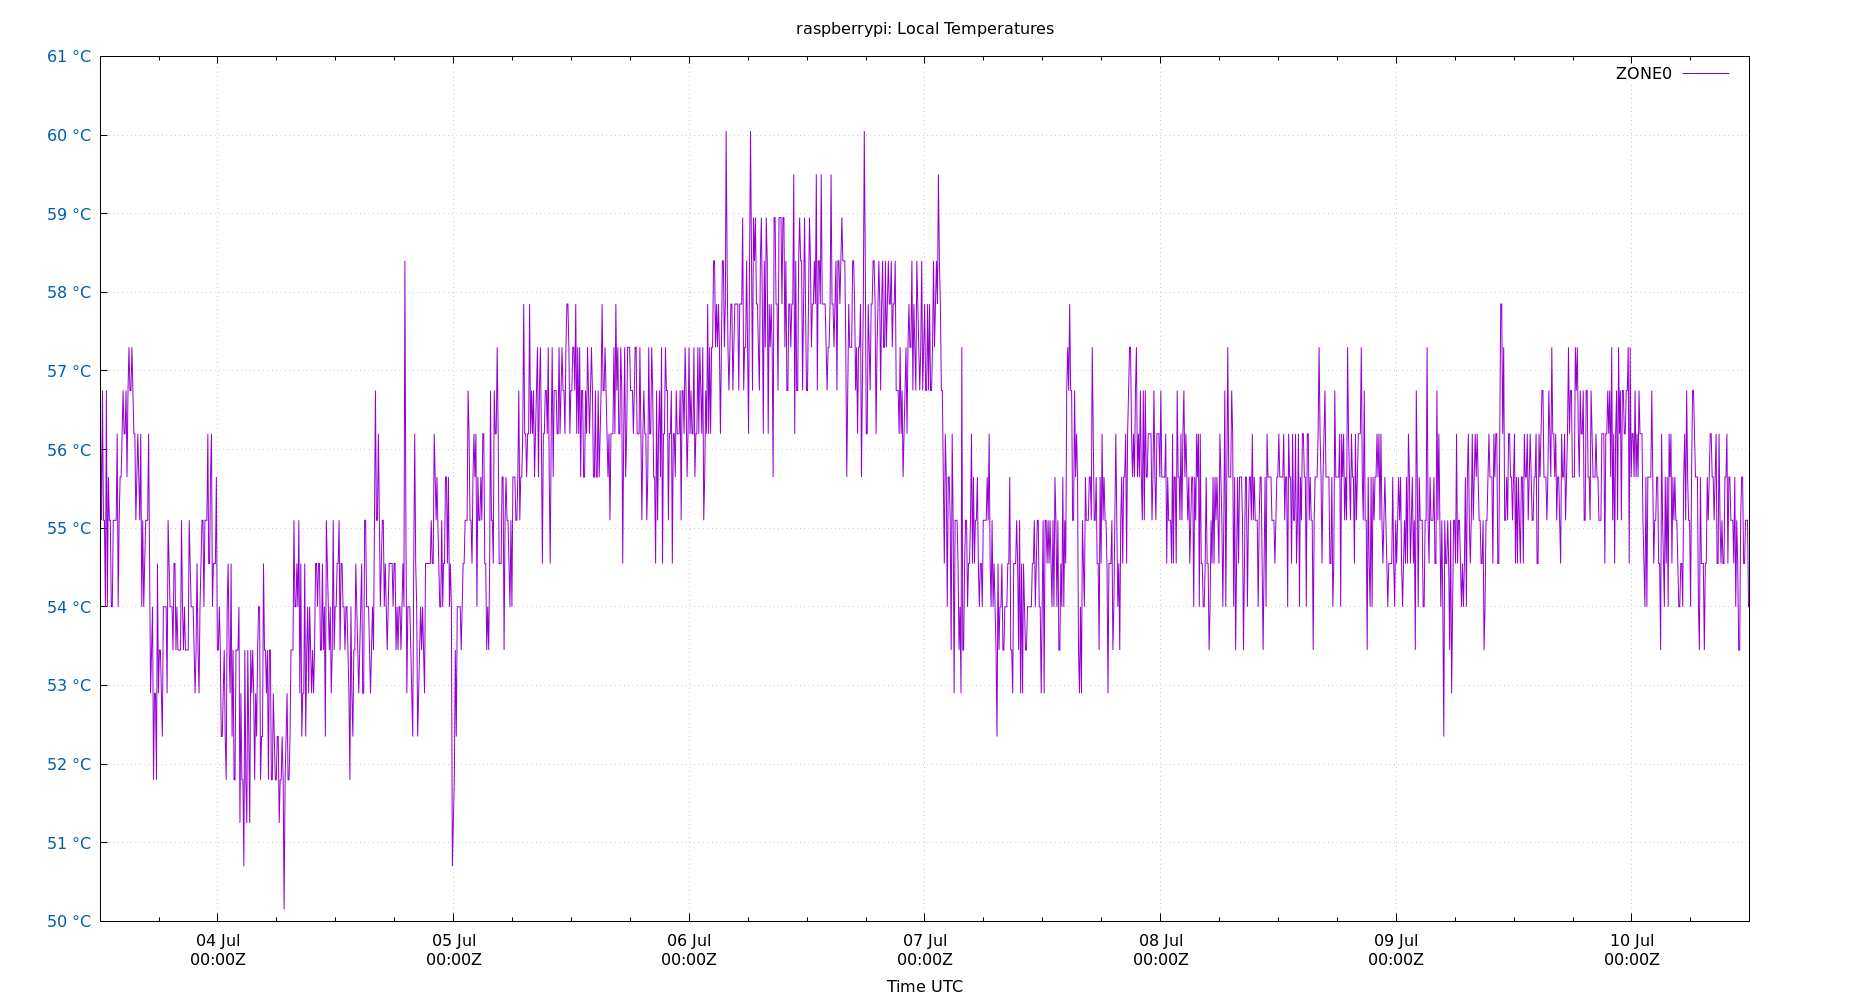 raspberrypi: Local Temperatures
ZONE0
61 °C
60 °C
59 °C
58 °C
57 °C
56 °C
55 °C
54 °C
53 °C
52 °C
51 °C
50 °C
04 Jul
00:00Z
05 Jul
00:00Z
06 Jul
00:00Z
07 Jul
00:00Z
08 Jul
00:00Z
09 Jul
00:00Z
10 Jul
00:00Z
Time UTC